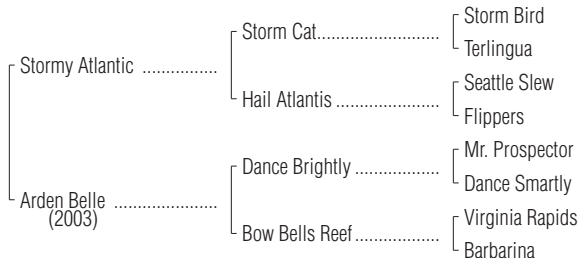 Storm Bird
Storm Cat..............................
Terlingua
Stormy Atlantic ..................
Seattle Slew
Hail Atlantis .........................
Flippers
Mr. Prospector
Dance Brightly .....................
Dance Smartly
Arden Belle .........................
(2003)
Virginia Rapids
Bow Bells Reef.....................
Barbarina